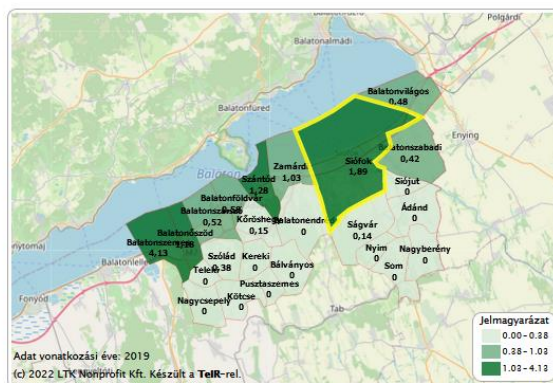 Polgárdi
Balatonalmádi
Balatonvilágos
0,48
Balatonfüred
Enying
Balatonszabadi
0,42
Siófok
1,89
Zamárdi
1,03
Szántód
1,28
Siójut
0
Balatonföldvár
Balatonszárszó
0,52
Kőröshegy
0,15
Balatonendréd
0
Ságvár
0,14
Ádánd
0
Balatonőszöd
Balatonszemes
4,13
Nyim
0
Nagyberény
0
Szólád
0,38
Kereki
0
Bálványos
0
Som
0
Teleki
0
Pusztaszemes
0
Kötcse
0
Nagycsepely
0
Balatonlelle
Fonyód
Tab
Jelmagyarázat
0.00-0.38
0.38-1.03
1.03-4.13
Adat vonatkozási éve: 2019
(c) 2022 LTK Nonprofit Kft. Készült a TeIR-rel.